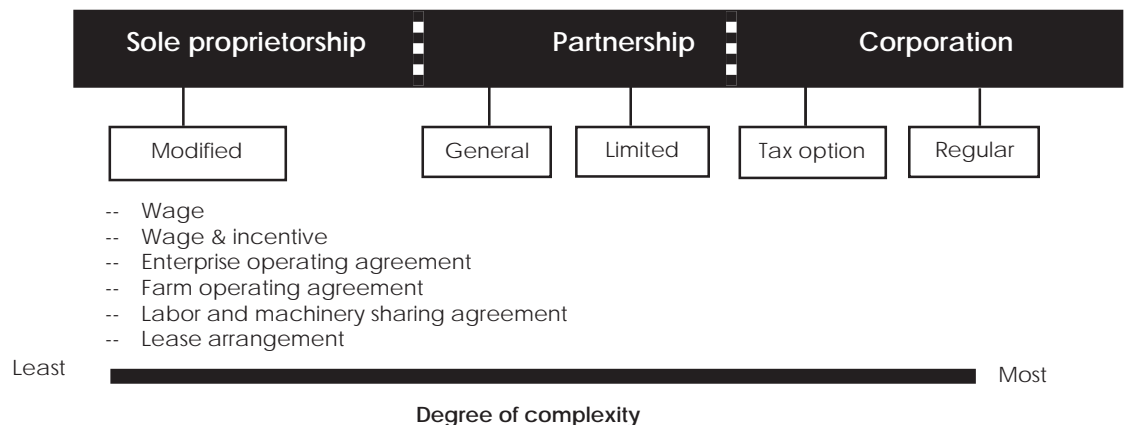 Sole proprietorship Partnership Corporation
Modified General Limited Tax option Regular
-- Wage
-- Wage & incentive
-- Enterprise operating agreement
-- Farm operating agreement
-- Labor and machinery sharing agreement
-- Lease arrangement
Least Most
Degree of complexity